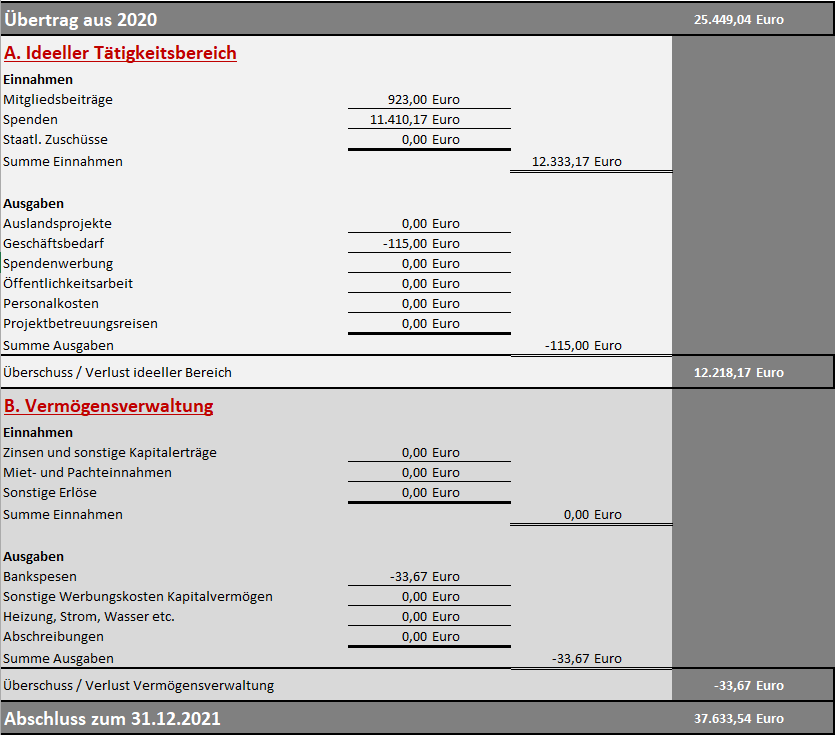 Übertrag aus 2020 25.449,04 Euro
A. Ideeller Tätigkeitsbereich
Einnahmen
Mitgliedsbeiträge 923,00 Euro
Spenden 11.410,17 Euro
Staatl. Zuschüsse 0,00 Euro
Summe Einnahmen 12.333,17 Euro
Ausgaben
Auslandsprojekte 0,00 Euro
Geschäftsbedarf -115,00 Euro
Spendenwerbung 0,00 Euro
Öffentlichkeitsarbeit 0,00 Euro
Personalkosten 0,00 Euro
Projektbetreuungsreisen 0,00 Euro
Summe Ausgaben -115,00 Euro
Überschuss / Verlust ideeller Bereich 12.218,17 Euro
B. Vermögensverwaltung
Einnahmen
Zinsen und sonstige Kapitalerträge 0,00 Euro
Miet- und Pachteinnahmen 0,00 Euro
Sonstige Erlöse 0,00 Euro
Summe Einnahmen 0,00 Euro
Ausgaben
Bankspesen -33,67 Euro
Sonstige Werbungskosten Kapitalvermögen 0,00 Euro
Heizung, Strom, Wasser etc. 0,00 Euro
Abschreibungen 0,00 Euro
Summe Ausgaben -33,67 Euro
Überschuss / Verlust Vermögensverwaltung -33,67 Euro
Abschluss zum 31.12.2021 37.633,54 Euro